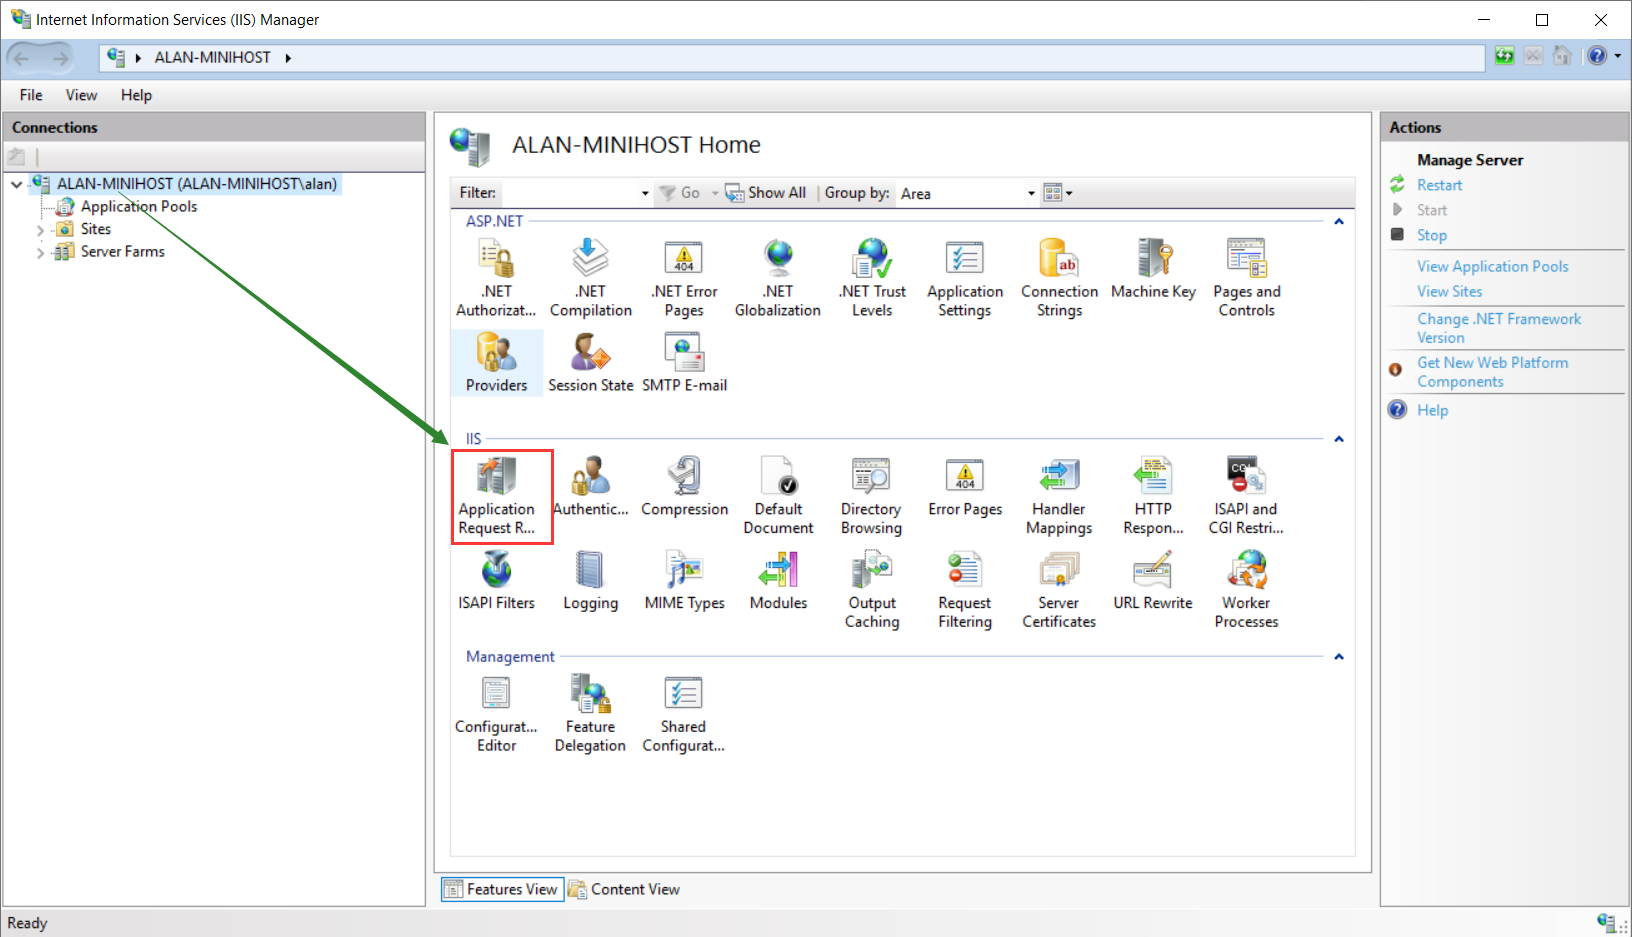 Internet Information Services (IIS) Manager
ALAN-MINIHOST
File View Help
Connections
ALAN-MINIHOST (ALAN-MINIHOST\alan)
Application Pools
Sites
Server Farms
ALAN-MINIHOST Home
Filter: Go Show All Group by: Area
ASP.NET
.NET Authorizat...
.NET Compilation
.NET Error Pages
.NET Globalization
.NET Trust Levels
Application Settings
Connection Strings
Machine Key
Pages and Controls
Providers
Session State
SMTP E-mail
IIS
Application Request R...
Authentic...
Compression
Default Document
Directory Browsing
Error Pages
Handler Mappings
HTTP Respon...
ISAPI and CGI Restri...
ISAPI Filters
Logging
MIME Types
Modules
Output Caching
Request Filtering
Server Certificates
URL Rewrite
Worker Processes
Management
Configurat... Editor
Feature Delegation
Shared Configurat...
Features View
Content View
Actions
Manage Server
Restart
Start
Stop
View Application Pools
View Sites
Change .NET Framework
Version
Get New Web Platform
Components
Help
Ready